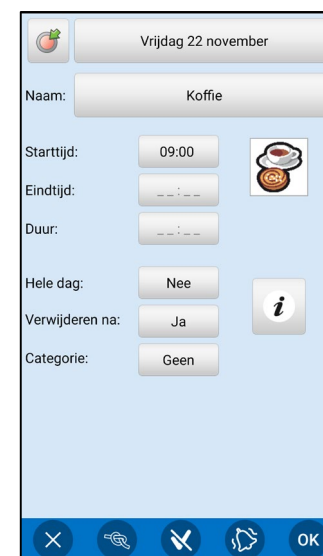 Vrijdag 22 november
Naam: Koffie
Starttijd: 09:00
Eindtijd: __:__
Duur: __:__
Hele dag: Nee
i
Verwijderen na: Ja
Categorie: Geen
OK